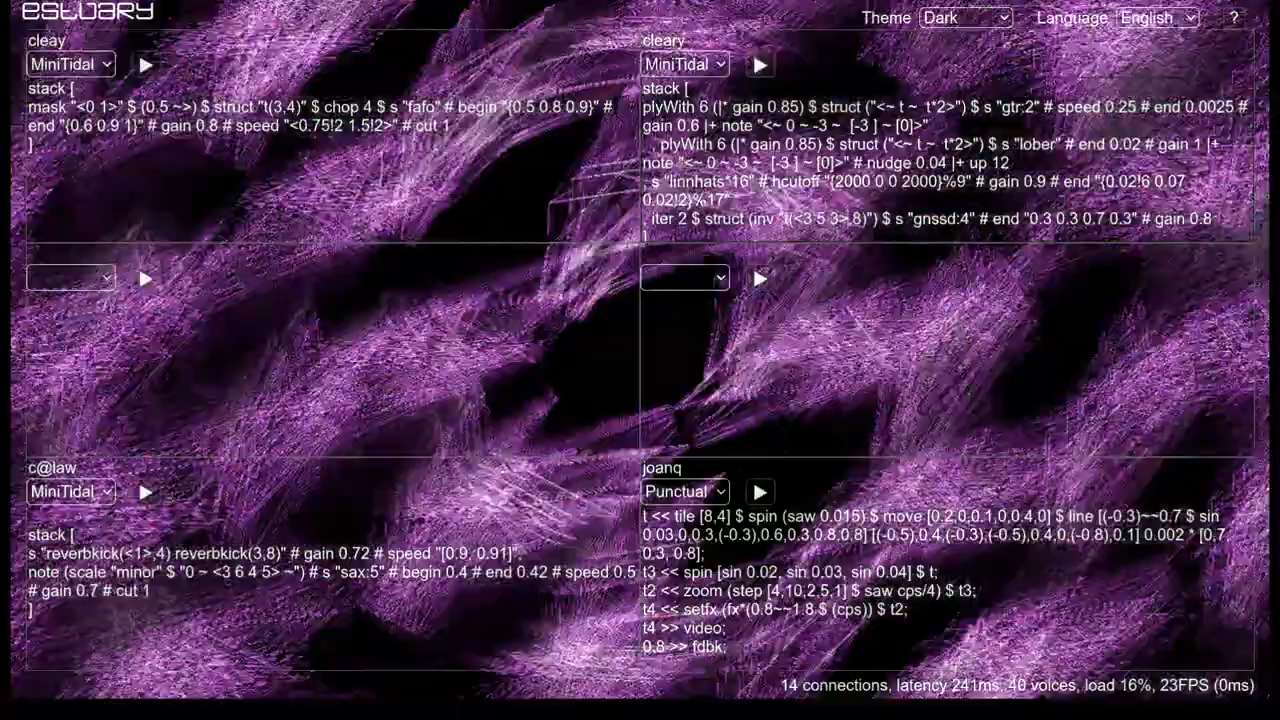 estuary
Theme Dark Language English ?
cleay
MiniTidal
stack [
mask "<0 1>" $ (0.5 ~>) $ struct "t(3,4)" $ chop 4 $ s "fafo" # begin "{0.5 0.8 0.9}" #
end "{0.6 0.9 1}" # gain 0.8 # speed "<0.75!2 1.5!2>" # cut 1
]
cleary
MiniTidal
stack [
plyWith 6 (|* gain 0.85) $ struct ("<~ t ~ t*2>") $ s "gtr:2" # speed 0.25 # end 0.0025 #
gain 0.6 |+ note "<~ 0 ~ -3 ~ [-3 ] ~ [0]>"
, plyWith 6 (|* gain 0.85) $ struct ("<~ t ~ t*2>") $ s "lober" # end 0.02 # gain 1 |+
note "<~ 0 ~ -3 ~ [-3 ] ~ [0]>" # nudge 0.04 |+ up 12
, s "linnhats*16" # hcutoff "{2000 0 0 2000}%9" # gain 0.9 # end "{0.02!6 0.07
0.02!2}%17"
, iter 2 $ struct (inv "t(<3 5 3>,8)") $ s "gnssd:4" # end "0.3 0.3 0.7 0.3" # gain 0.8
]
c@law
MiniTidal
stack [
s "reverbkick(<1>,4) reverbkick(3,8)" # gain 0.72 # speed "[0.9, 0.91]",
note (scale "minor" $ "0 ~ <3 6 4 5> ~") # s "sax:5" # begin 0.4 # end 0.42 # speed 0.5
# gain 0.7 # cut 1
]
joanq
Punctual
t << tile [8,4] $ spin (saw 0.015) $ move [0.2,0,0.1,0,0.4,0] $ line [(-0.3)~~0.7 $ sin
0.03,0,0.3,(-0.3),0.6,0.3,0.8,0.8] [(-0.5),0.4,(-0.3),(-0.5),0.4,0,(-0.8),0.1] 0.002 * [0.7,
0.3, 0.8];
t3 << spin [sin 0.02, sin 0.03, sin 0.04] $ t;
t2 << zoom (step [4,10,2,5,1] $ saw cps/4) $ t3;
t4 << setfx (fx*(0.8~~1.8 $ (cps)) $ t2;
t4 >> video;
0.8 >> fdbk;
14 connections, latency 241ms, 40 voices, load 16%, 23FPS (0ms)